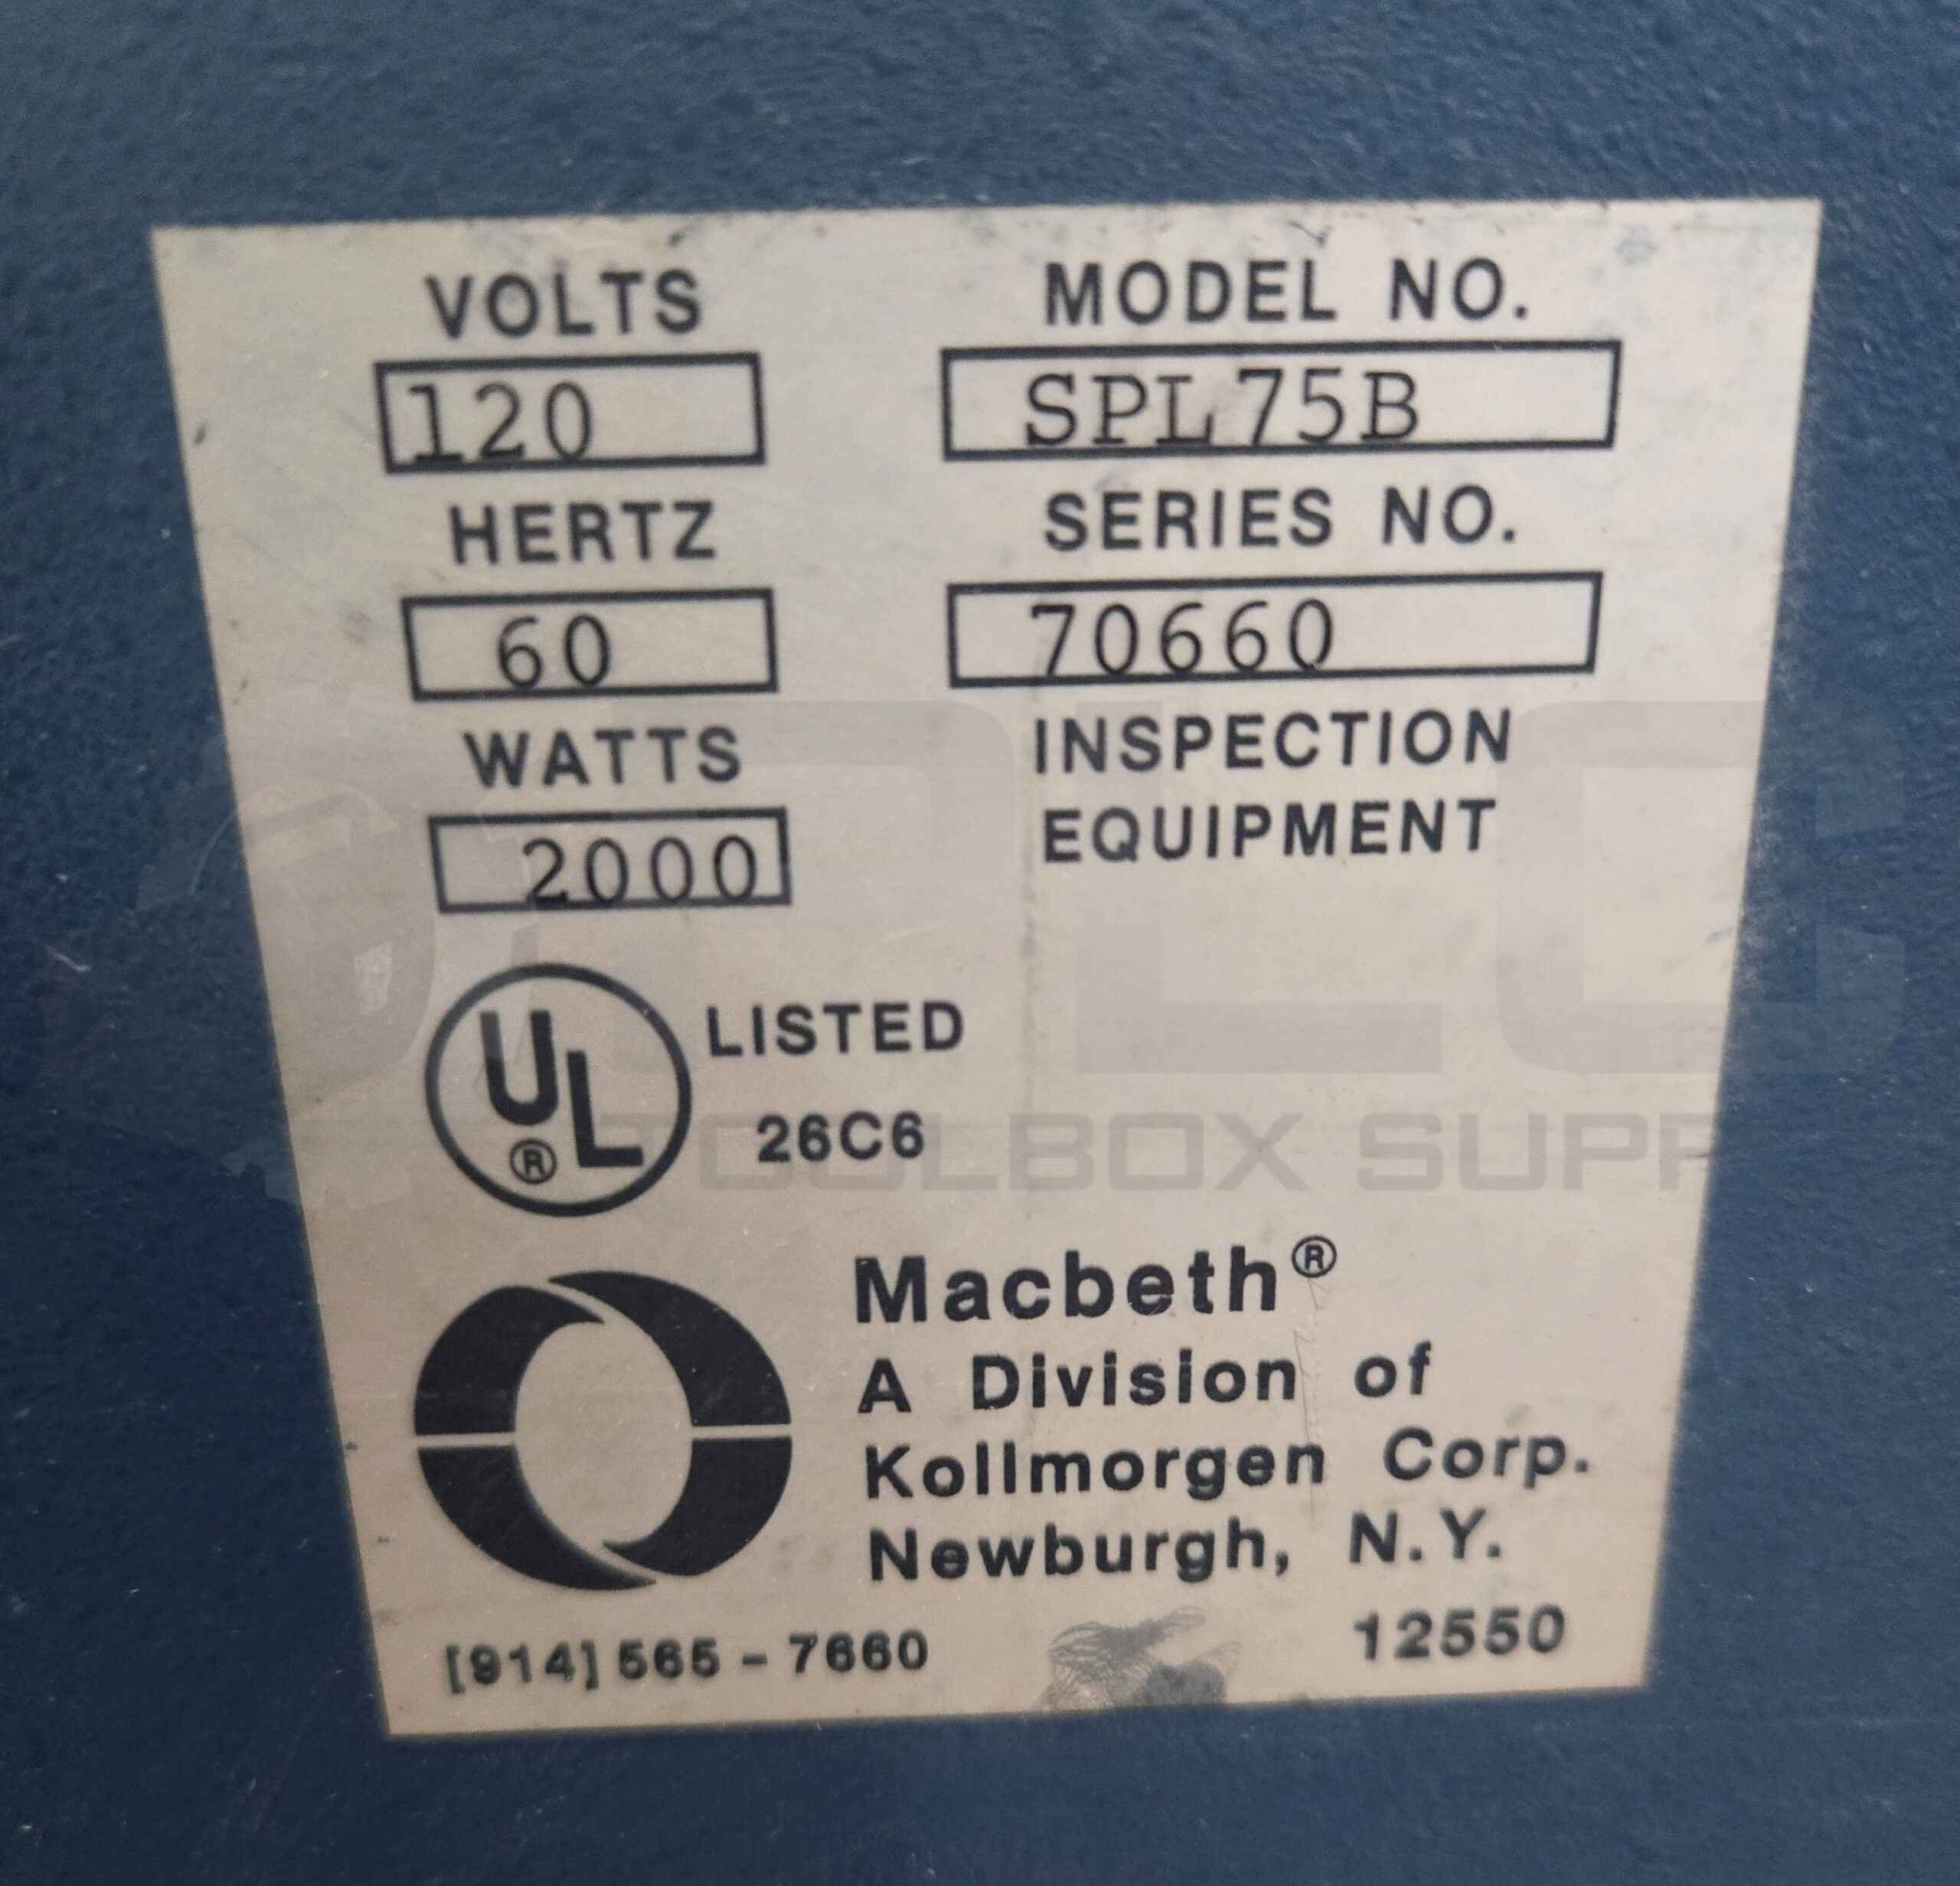 VOLTS
120
HERTZ
60
WATTS
2000
MODEL NO.
SPL75B
SERIES NO.
70660
INSPECTION
EQUIPMENT
UL
®
LISTED
26C6
Macbeth®
A Division of
Kollmorgen Corp.
Newburgh, N.Y.
12550
[914] 565-7660
PLC
TOOLBOX SUPP